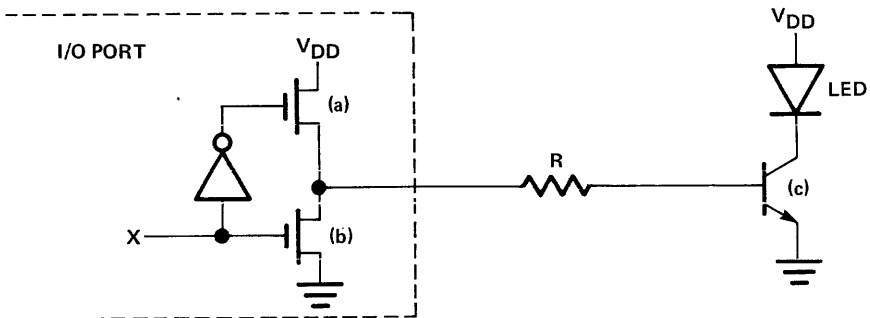 I/O PORT
V_DD
(a)
X
(b)
R
V_DD
LED
(c)